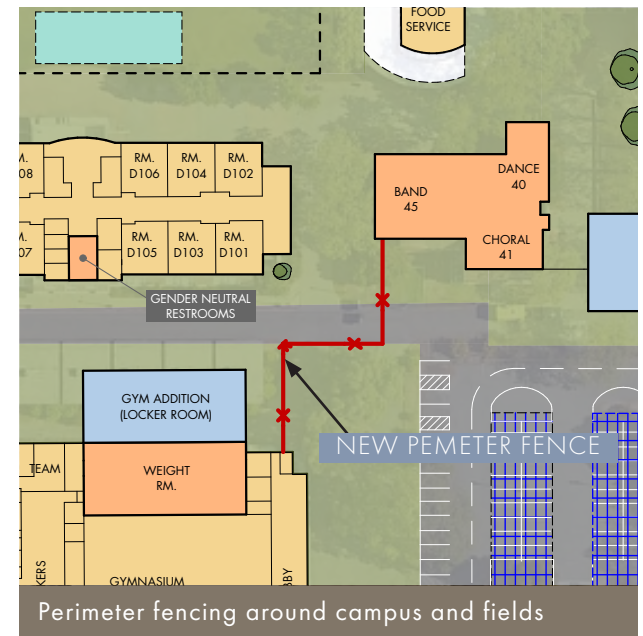 FOOD
SERVICE
RM.
D106
RM.
D104
RM.
D102
DANCE
40
BAND
45
RM.
D105
RM.
D103
RM.
D101
CHORAL
41
GENDER NEUTRAL
RESTROOMS
GYM ADDITION
(LOCKER ROOM)
NEW PEMETER FENCE
TEAM
WEIGHT
RM.
GYMNASIUM
Perimeter fencing around campus and fields